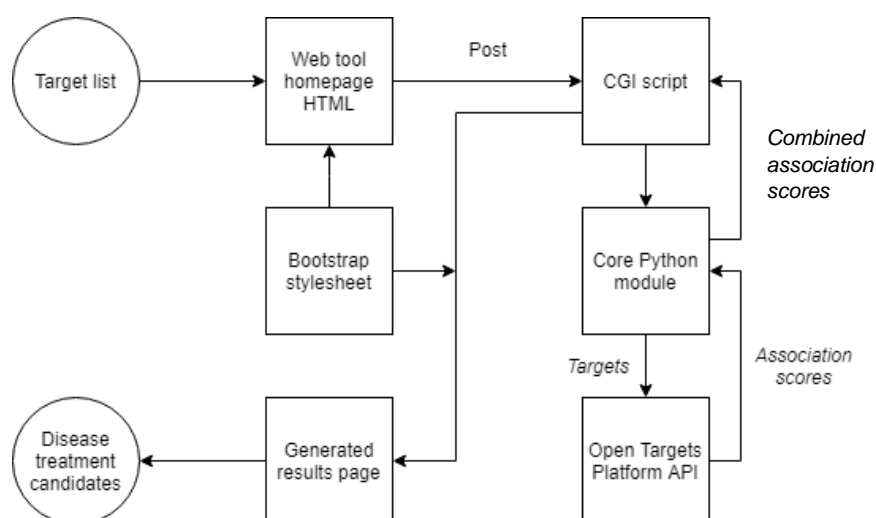 Target list
Web tool
homepage
HTML
Post
CGI script
Combined
association
scores
Bootstrap
stylesheet
Core Python
module
Targets
Association
scores
Disease
treatment
candidates
Generated
results page
Open Targets
Platform API